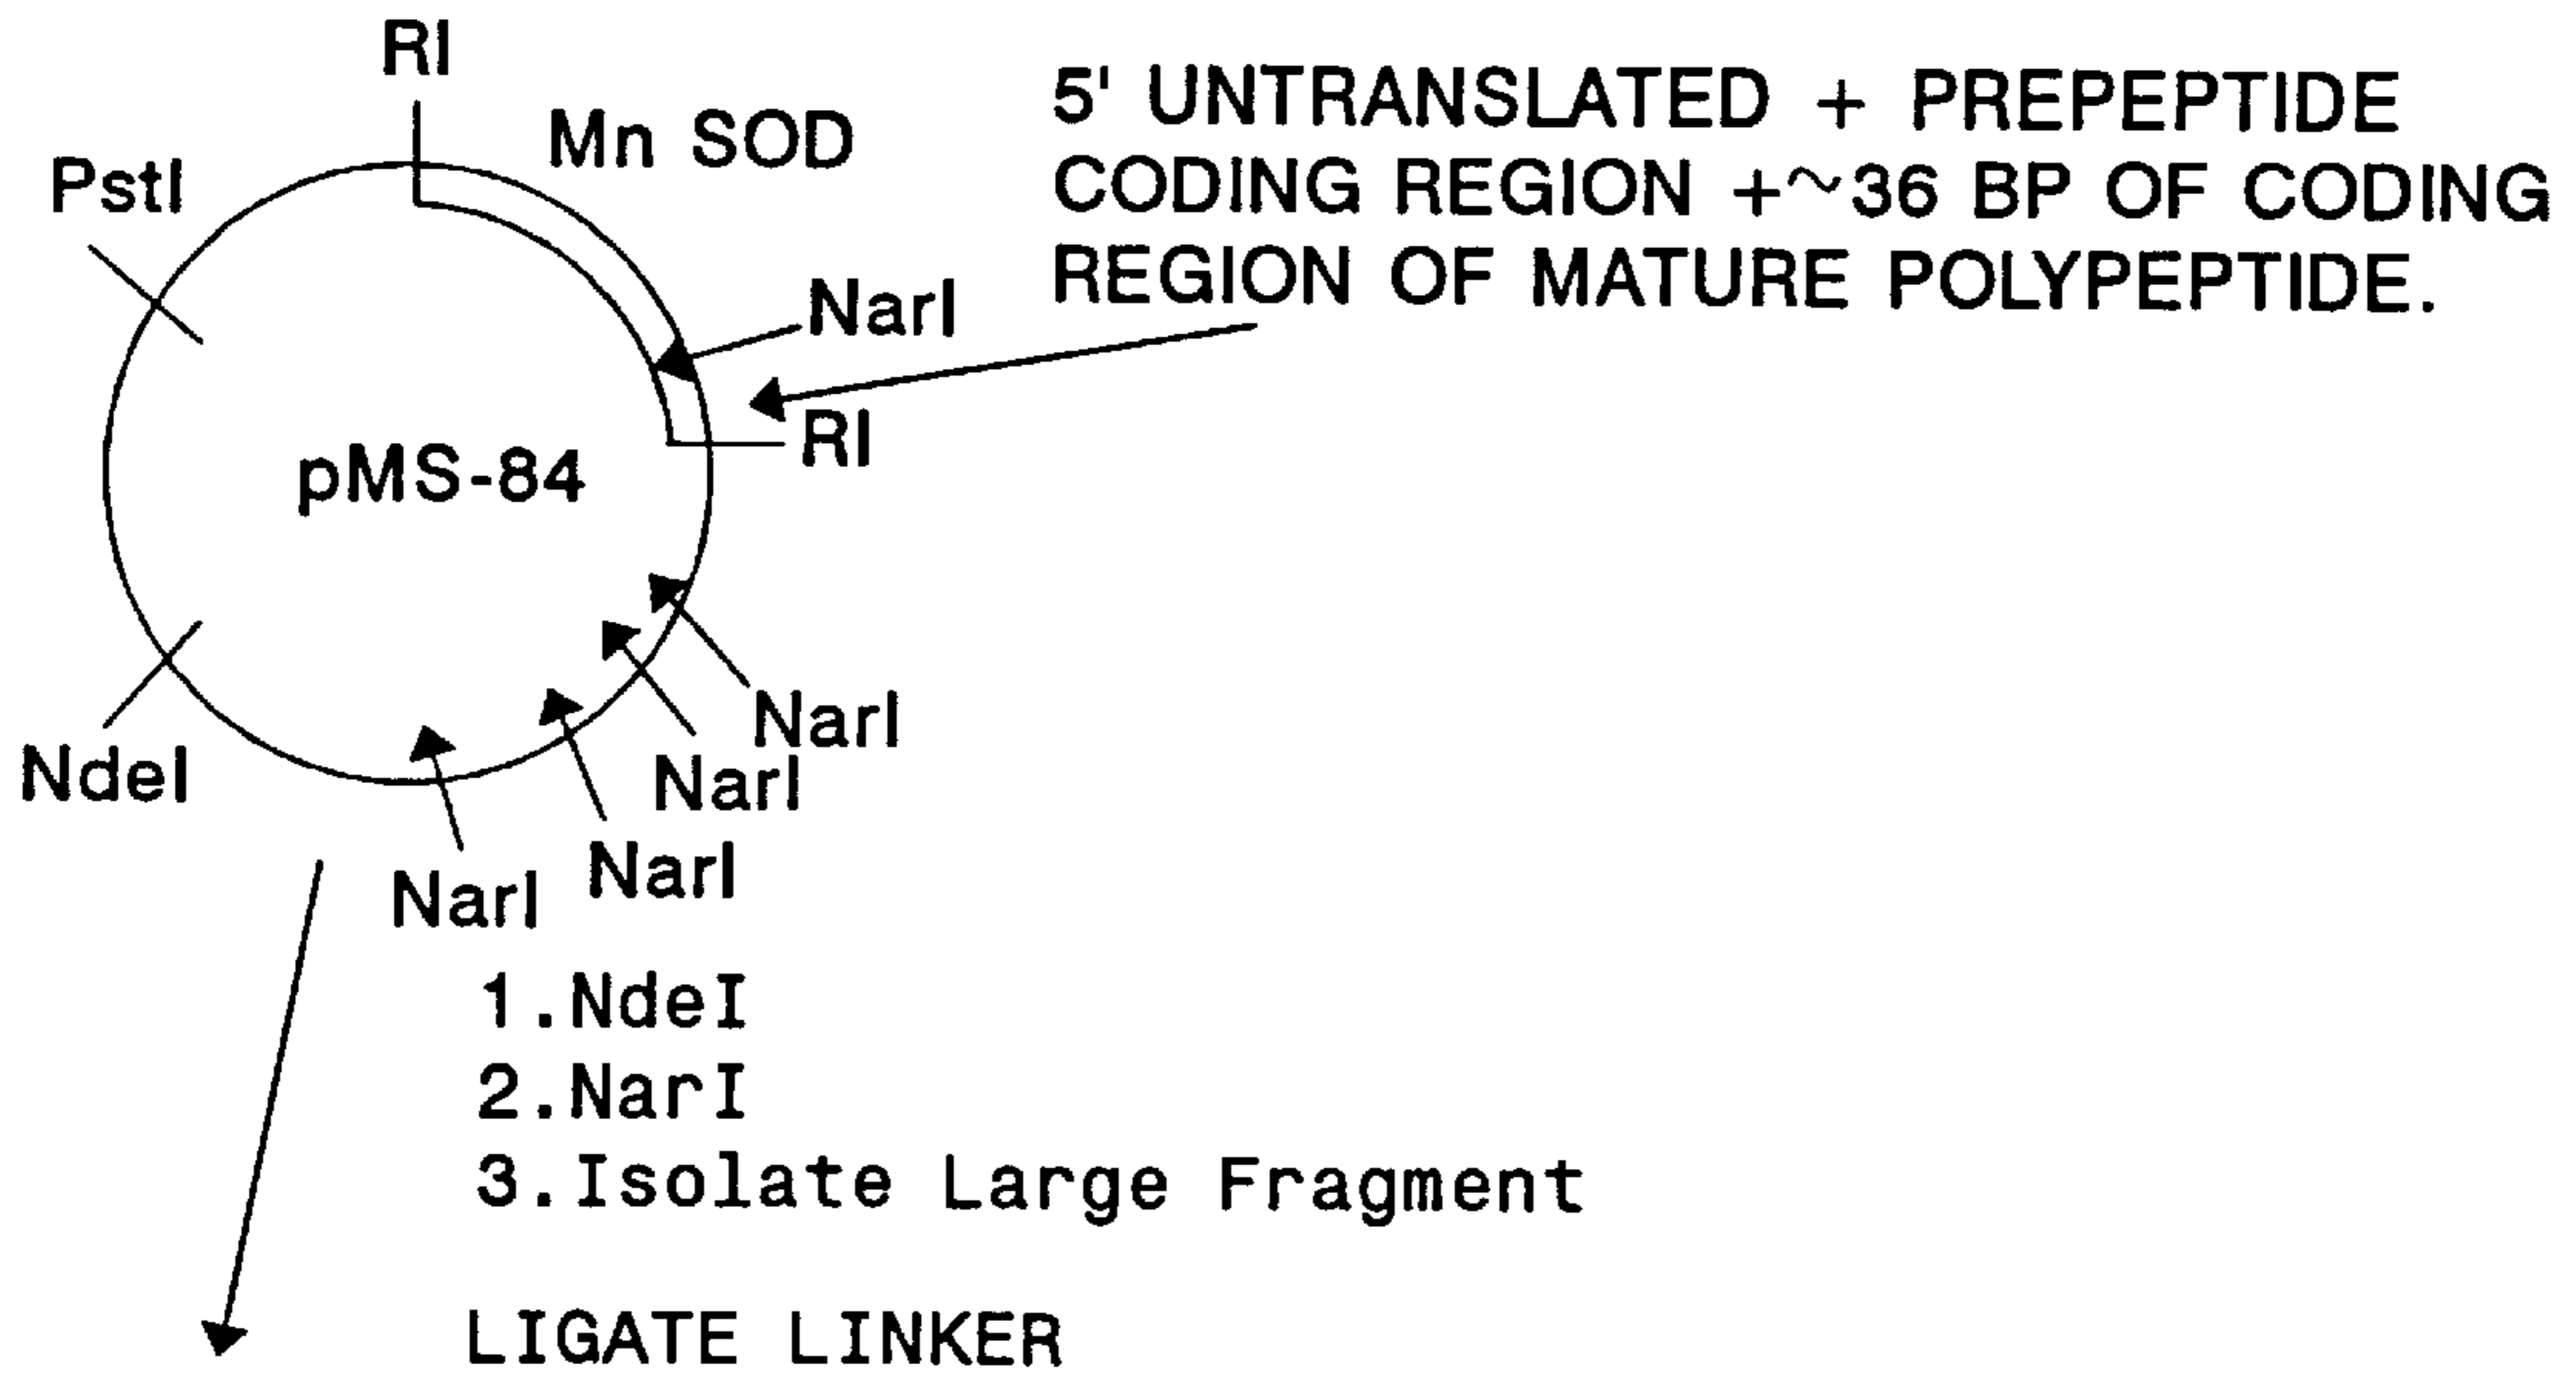 RI
Mn SOD
5' UNTRANSLATED + PREPEPTIDE
CODING REGION +~36 BP OF CODING
REGION OF MATURE POLYPEPTIDE.
PstI
NarI
RI
pMS-84
NarI
NdeI
NarI
NarI
NarI
1.NdeI
2.NarI
3.Isolate Large Fragment
LIGATE LINKER